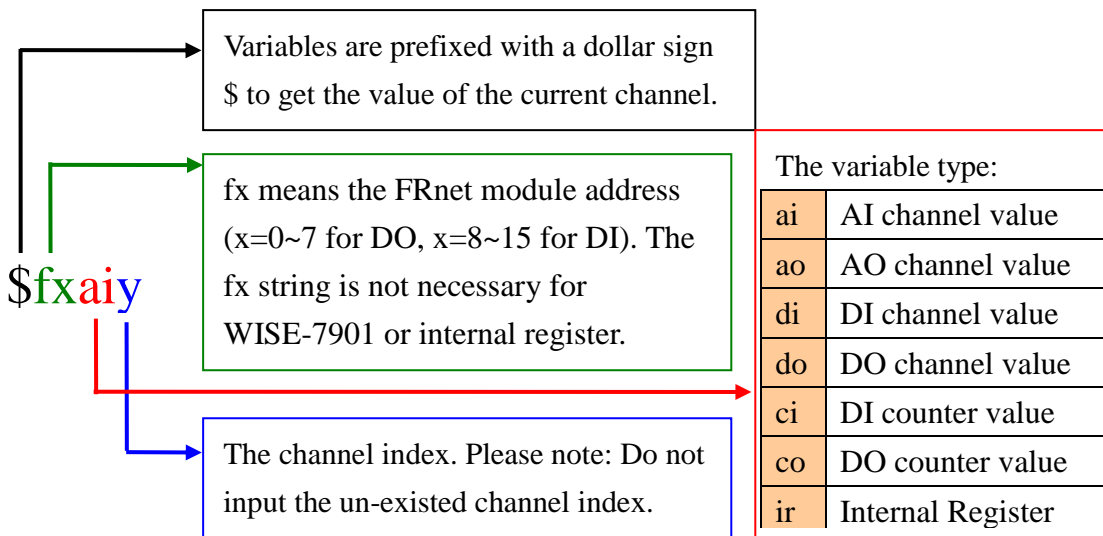 Variables are prefixed with a dollar sign
$ to get the value of the current channel.
fx means the FRnet module address
(x=0~7 for DO, x=8~15 for DI). The
fx string is not necessary for
WISE-7901 or internal register.
$fxaiy
The channel index. Please note: Do not
input the un-existed channel index.
The variable type:
ai AI channel value
ao AO channel value
di DI channel value
do DO channel value
ci DI counter value
co DO counter value
ir Internal Register